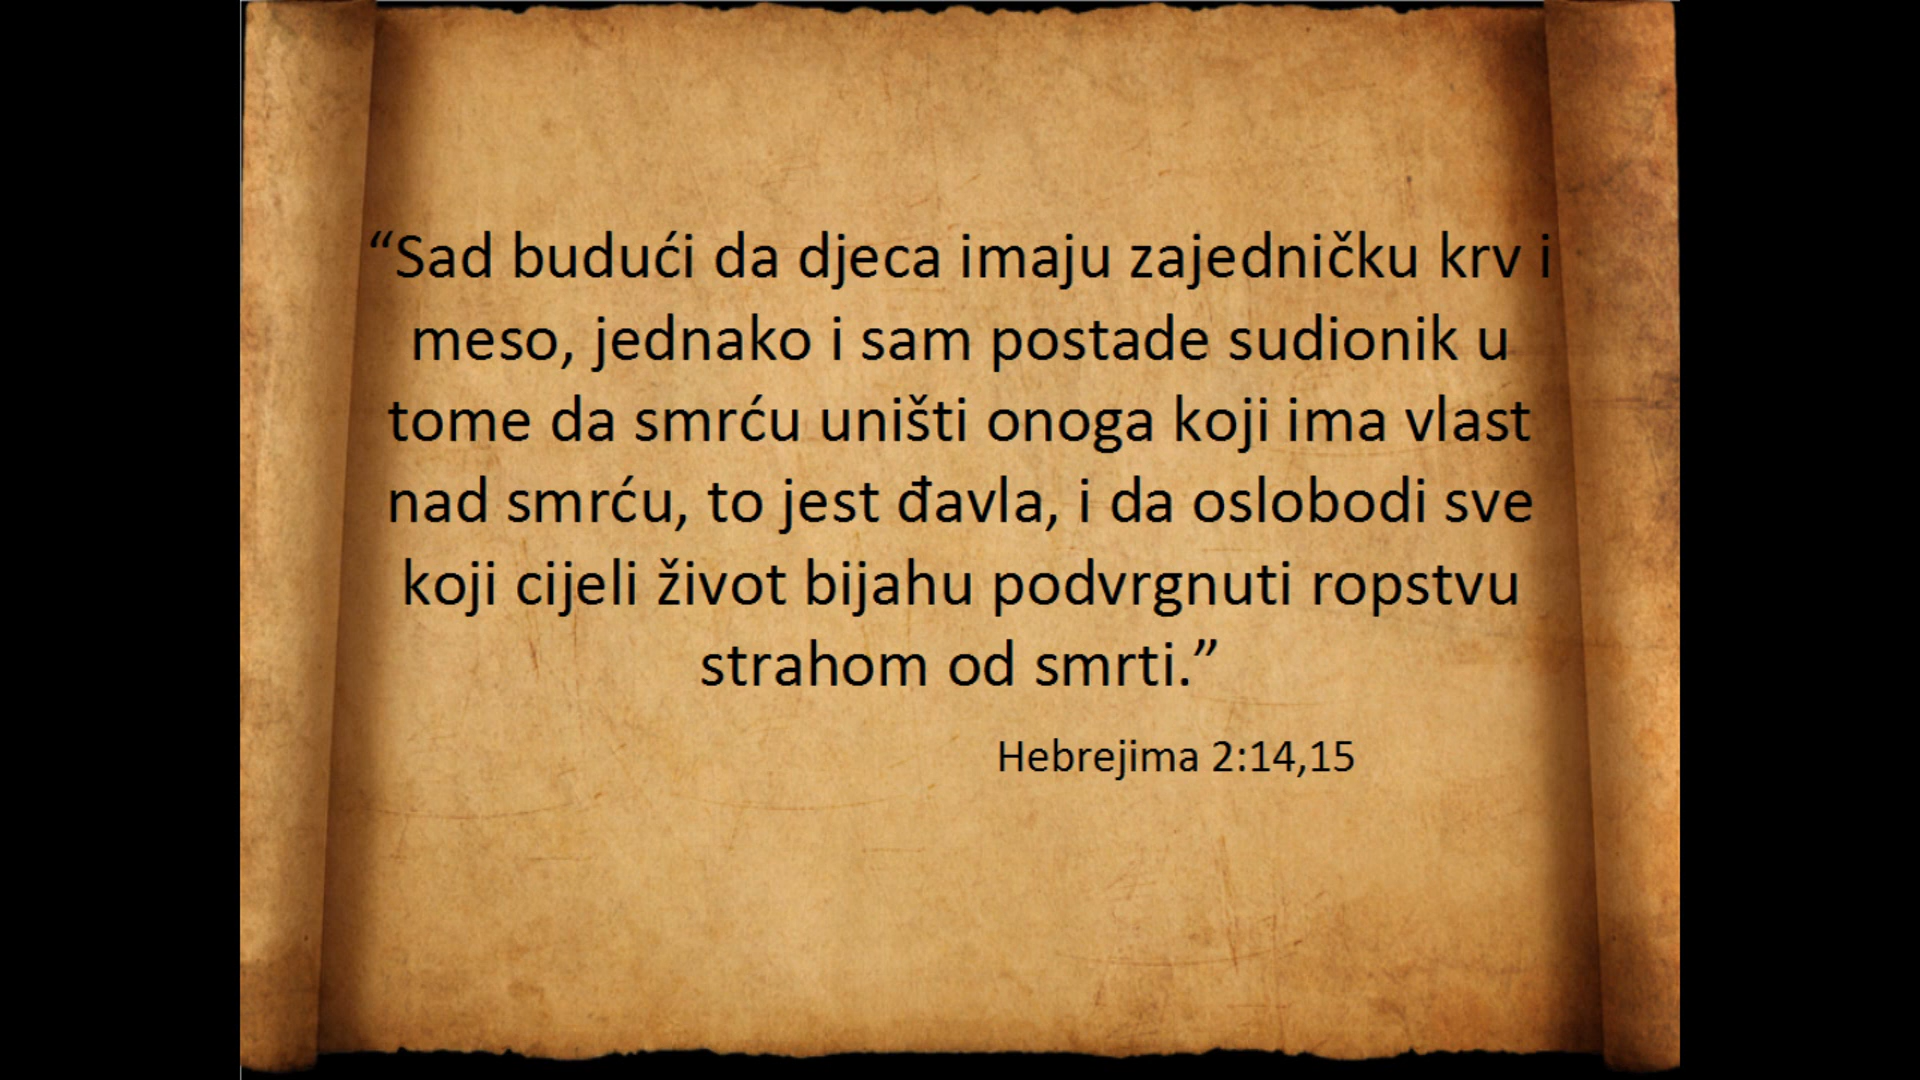 “Sad budući da djeca imaju zajedničku krv i
meso, jednako i sam postade sudionik u
tome da smrću uništi onoga koji ima vlast
nad smrću, to jest đavla, i da oslobodi sve
koji cijeli život bijahu podvrgnuti ropstvu
strahom od smrti.”
Hebrejima 2:14,15